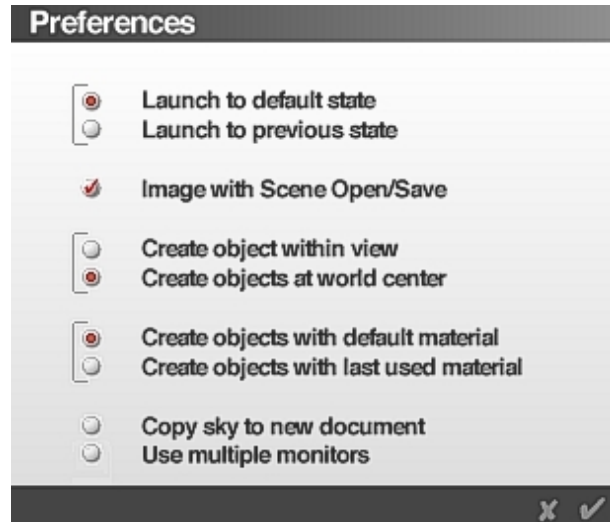 Preferences
Launch to default state
Launch to previous state
Image with Scene Open/Save
Create object within view
Create objects at world center
Create objects with default material
Create objects with last used material
Copy sky to new document
Use multiple monitors